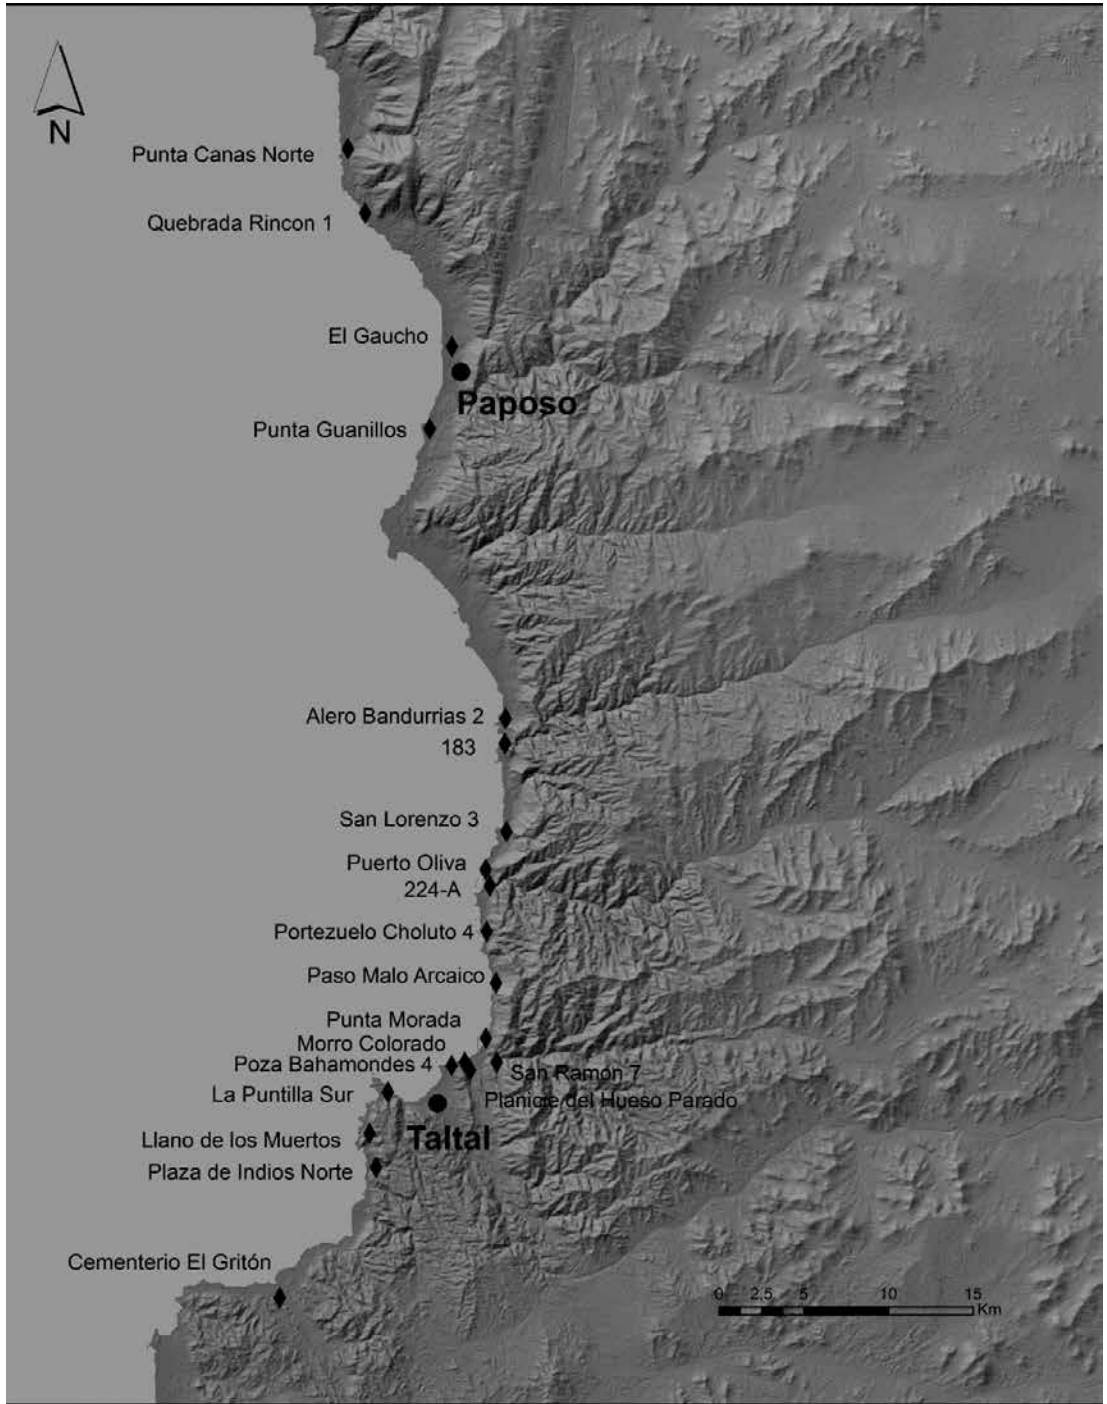 N
Punta Canas Norte
Quebrada Rincon 1
El Gaucho
Paposo
Punta Guanillos
Alero Bandurrias 2
183
San Lorenzo 3
Puerto Oliva
224-A
Portezuelo Choluto 4
Paso Malo Arcaico
Punta Morada
Morro Colorado
Poza Bahamondes 4
San Ramon 7
La Puntilla Sur
Planicie del Hueso Parado
Taltal
Llano de los Muertos
Plaza de Indios Norte
Cementerio El Gritón
0 2.5 5 10 15
Km